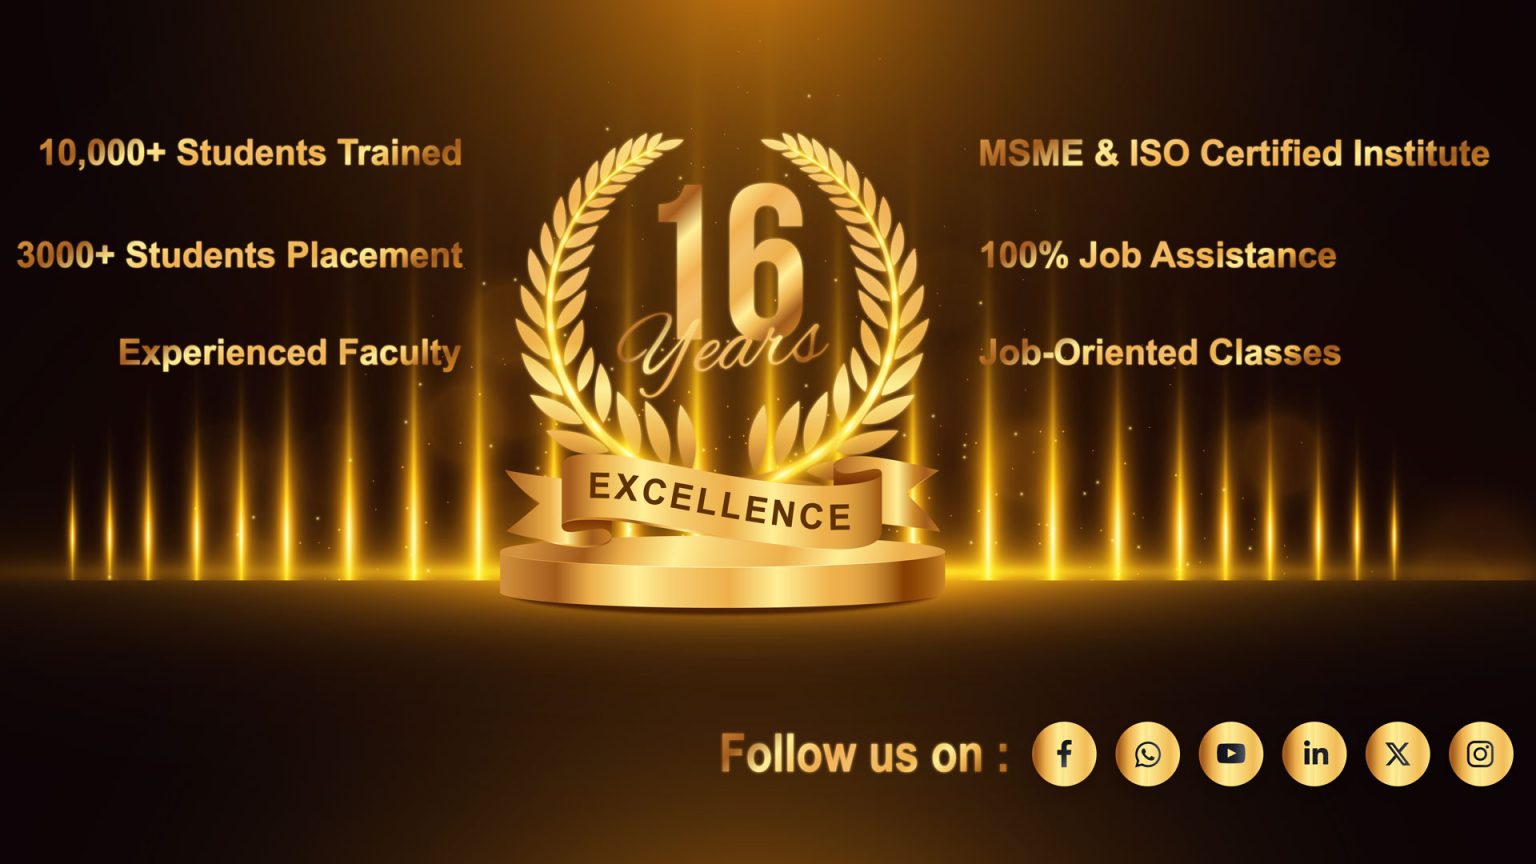 10,000+ Students Trained
3000+ Students Placement
Experienced Faculty
16
Years
EXCELLENCE
MSME & ISO Certified Institute
100% Job Assistance
Job-Oriented Classes
Follow us on :